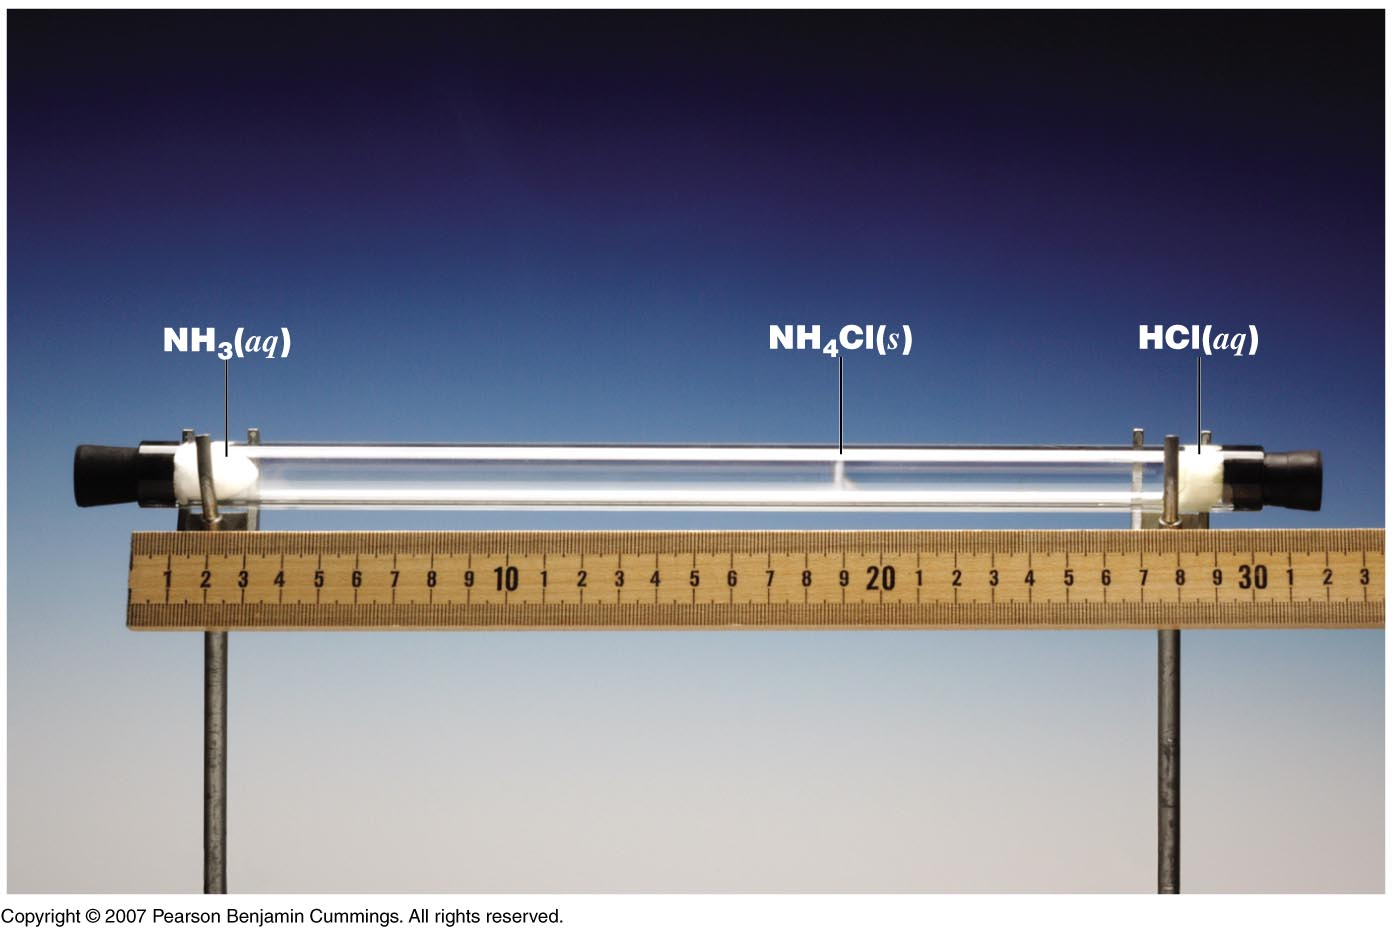 NH₃(aq)
NH₄Cl(s)
HCl(aq)
1 2 3 4 5 6 7 8 9 10 1 2 3 4 5 6 7 8 9 20 1 2 3 4 5 6 7 8 9 30 1 2 3
Copyright © 2007 Pearson Benjamin Cummings. All rights reserved.